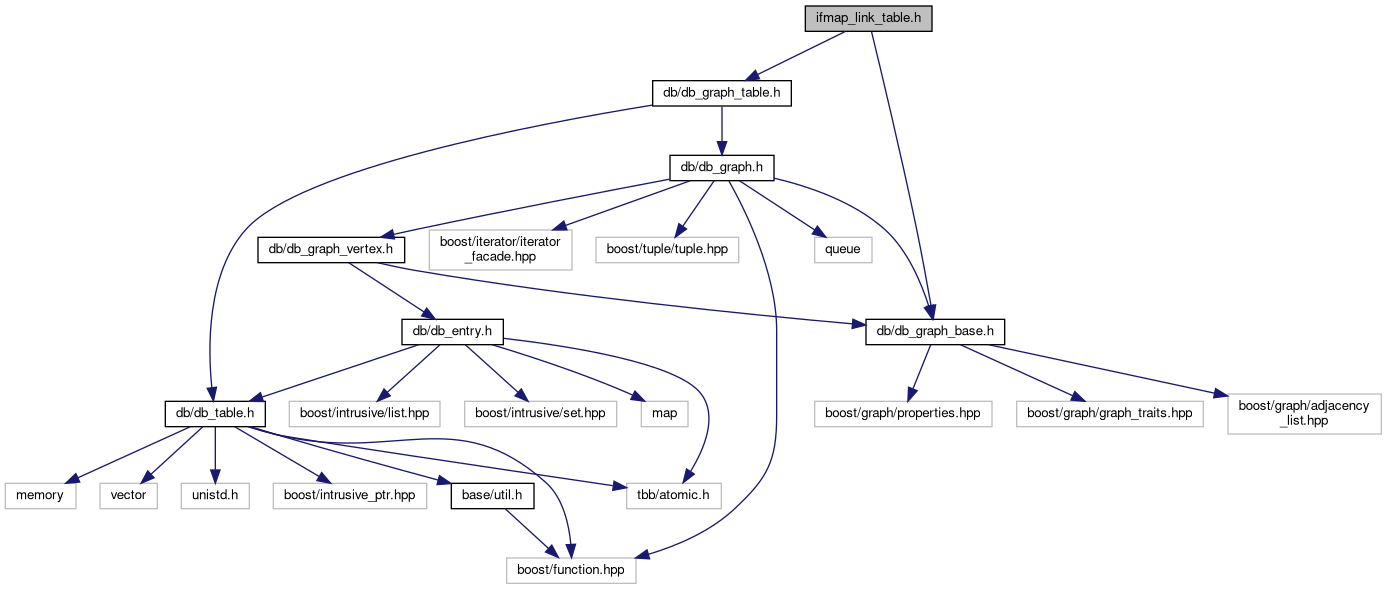 ifmap_link_table.h
db/db_graph_table.h
db/db_graph.h
db/db_graph_vertex.h
boost/iterator/iterator
_facade.hpp
boost/tuple/tuple.hpp
queue
db/db_entry.h
db/db_graph_base.h
db/db_table.h
boost/intrusive/list.hpp
boost/intrusive/set.hpp
map
boost/graph/properties.hpp
boost/graph/graph_traits.hpp
boost/graph/adjacency
_list.hpp
memory
vector
unistd.h
boost/intrusive_ptr.hpp
base/util.h
tbb/atomic.h
boost/function.hpp